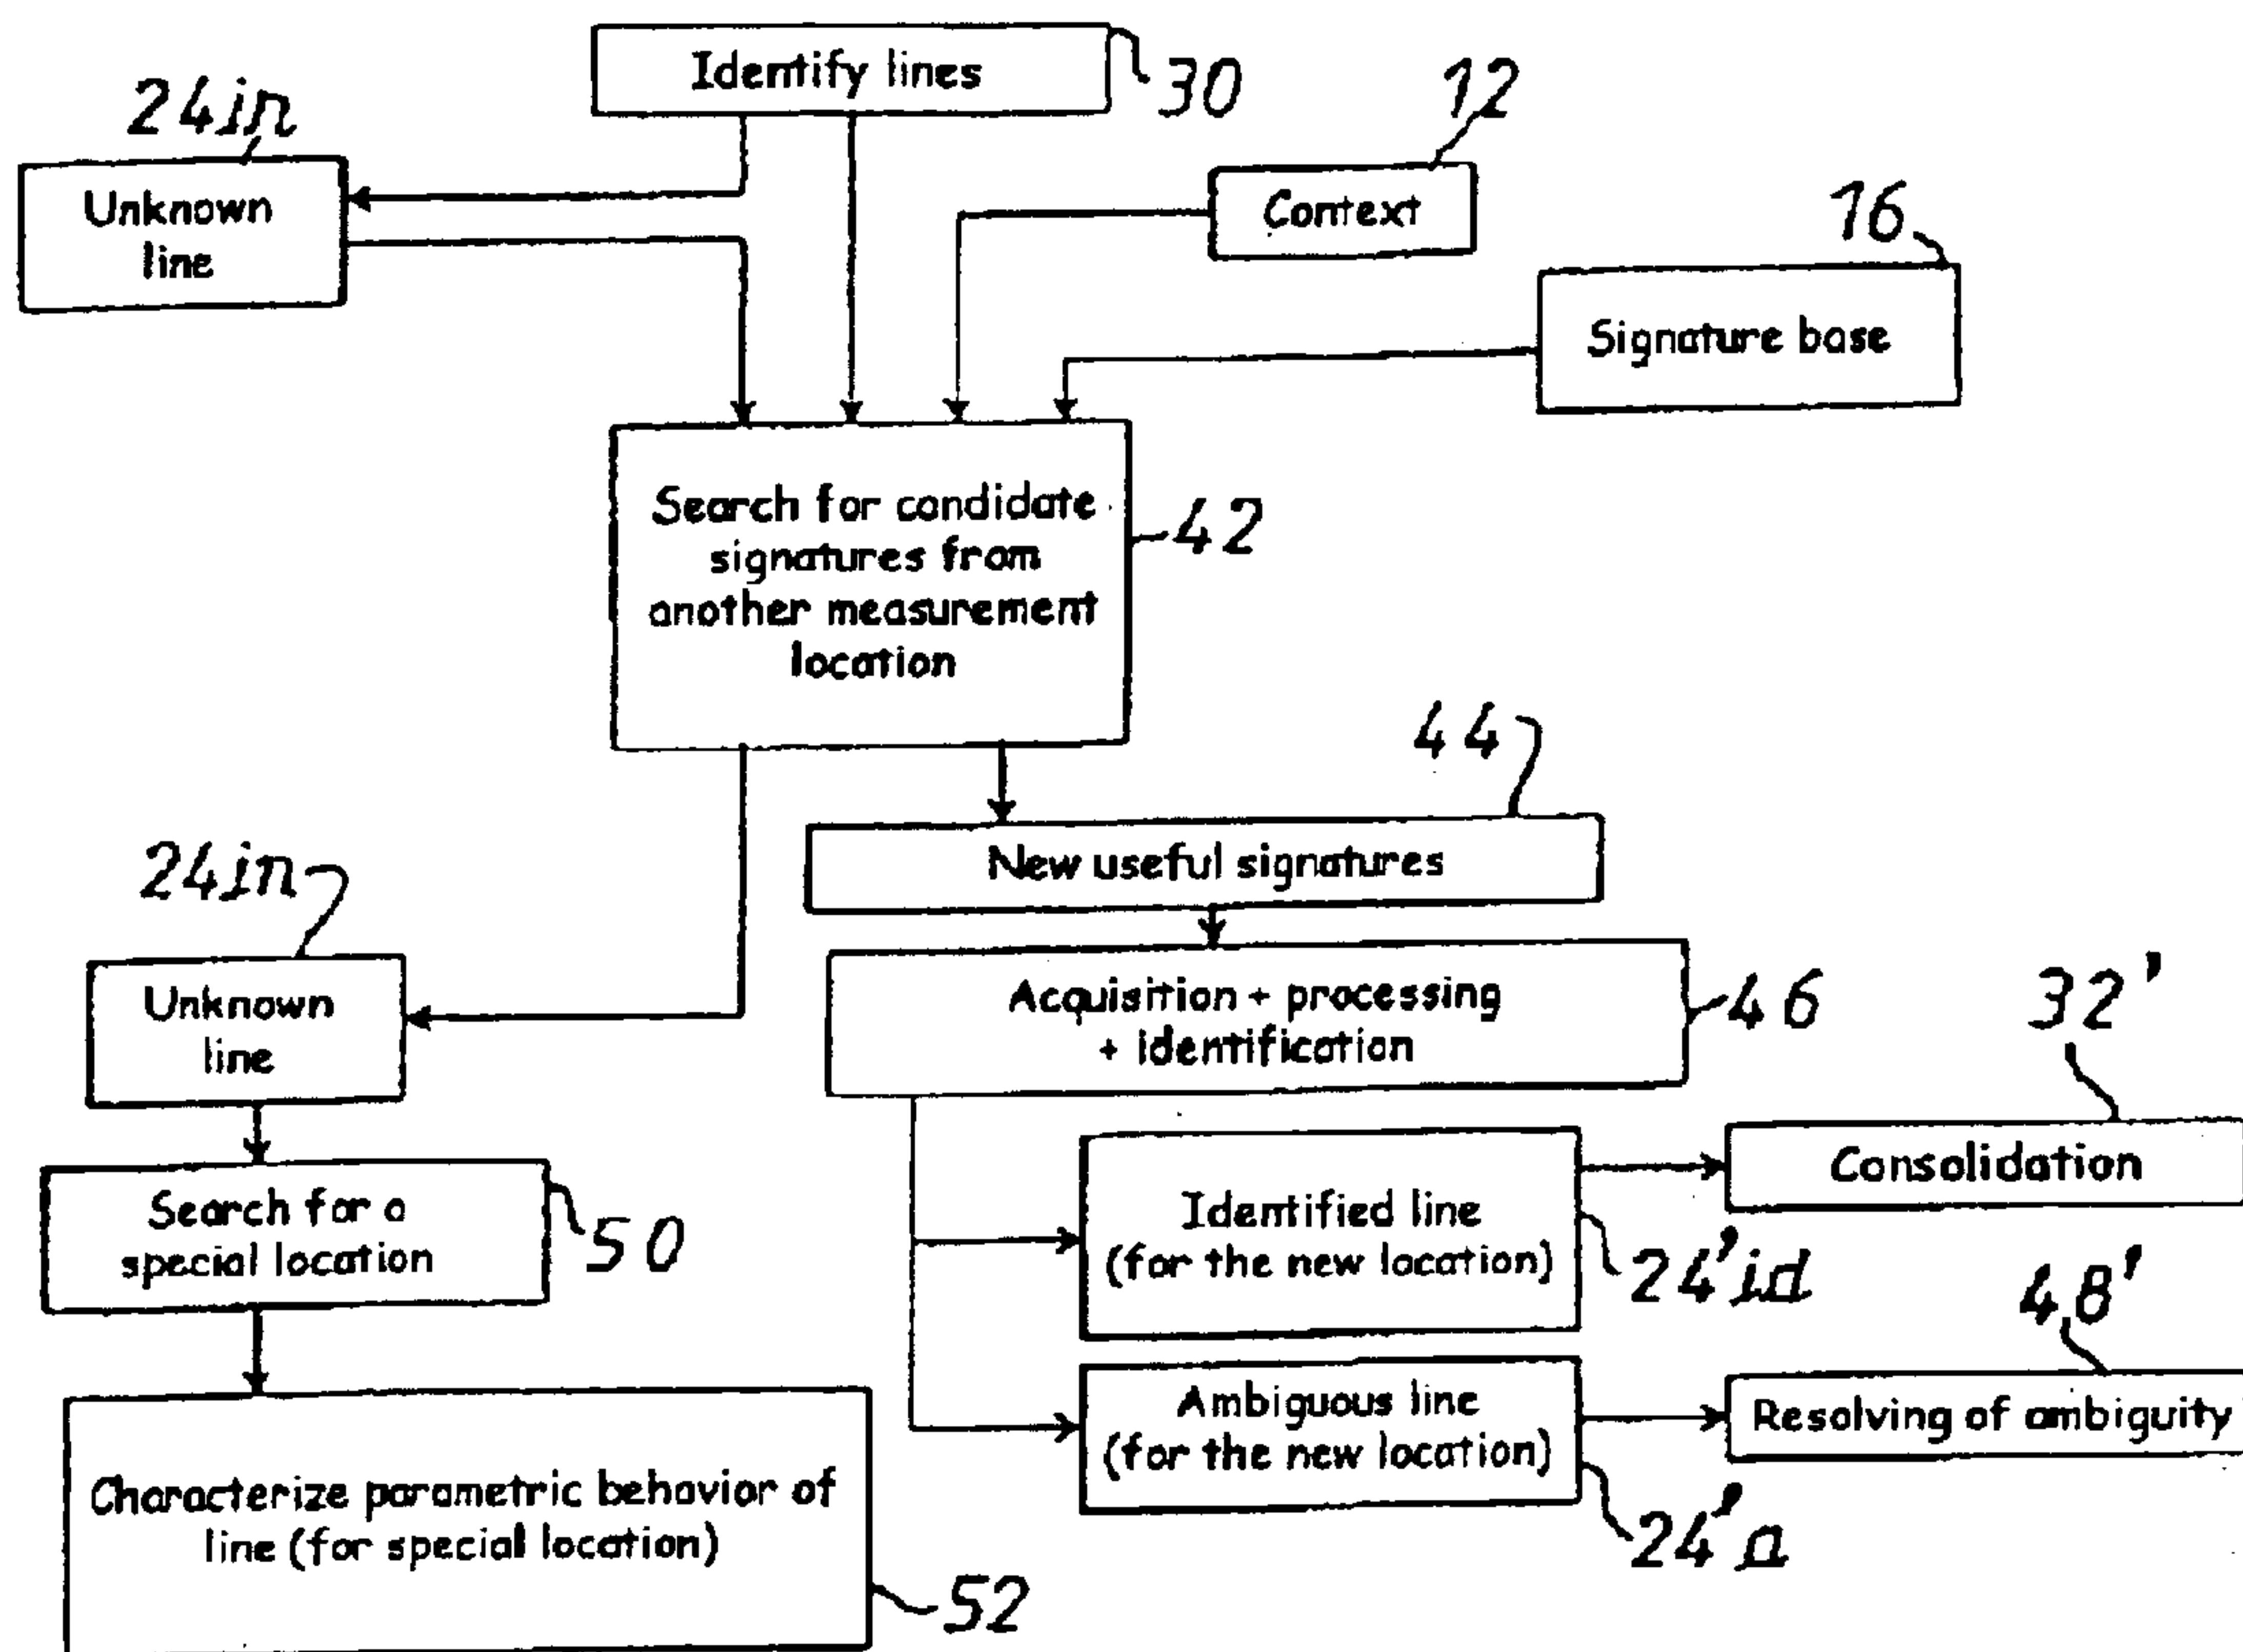 Identify lines
30
12
24in
Unknown
line
Context
16
Signature base
Search for candidate
signatures from
another measurement
location
42
44
New useful signatures
24in
Unknown
line
Acquisition + processing
+ identification
46
32'
Consolidation
Search for a
special location
50
Identified line
(for the new location)
24'id
48'
Ambiguous line
(for the new location)
Resolving of ambiguity
24'a
Characterize parametric behavior of
line (for special location)
52